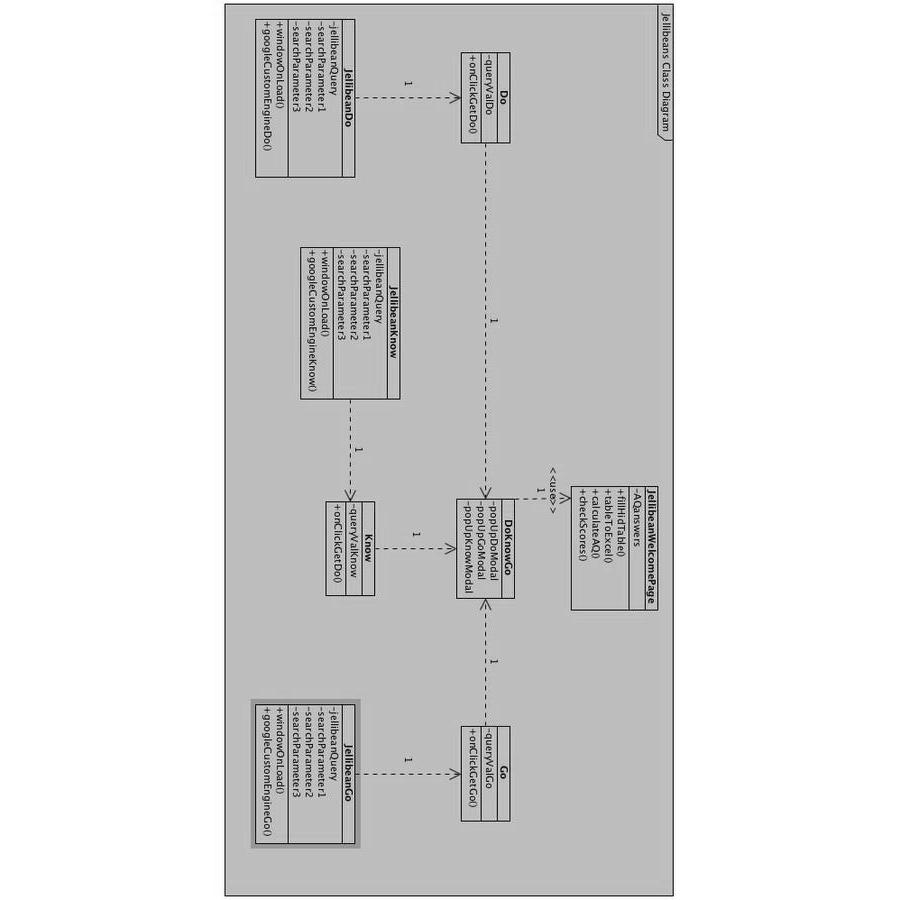 Jellibeans Class Diagram
JellibeanWelcomePage
-AQanswers
+fillHidTable()
+tableToExcel()
+calculateAQ()
+checkScores()
<<use>>
1
Do
-queryValDo
+onClickGetDo()
1
DoKnowGo
-popUpDoModal
-popUpGoModal
-popUpKnowModal
1
Go
-queryValGo
+onClickGetGo()
1
1
1
JellibeanDo
-jellibeanQuery
-searchParameter1
-searchParameter2
-searchParameter3
+windowOnLoad()
+googleCustomEngineDo()
JellibeanKnow
-jellibeanQuery
-searchParameter1
-searchParameter2
-searchParameter3
+windowOnLoad()
+googleCustomEngineKnow()
1
Know
-queryValKnow
+onClickGetDo()
JellibeanGo
-jellibeanQuery
-searchParameter1
-searchParameter2
-searchParameter3
+windowOnLoad()
+googleCustomEngineGo()